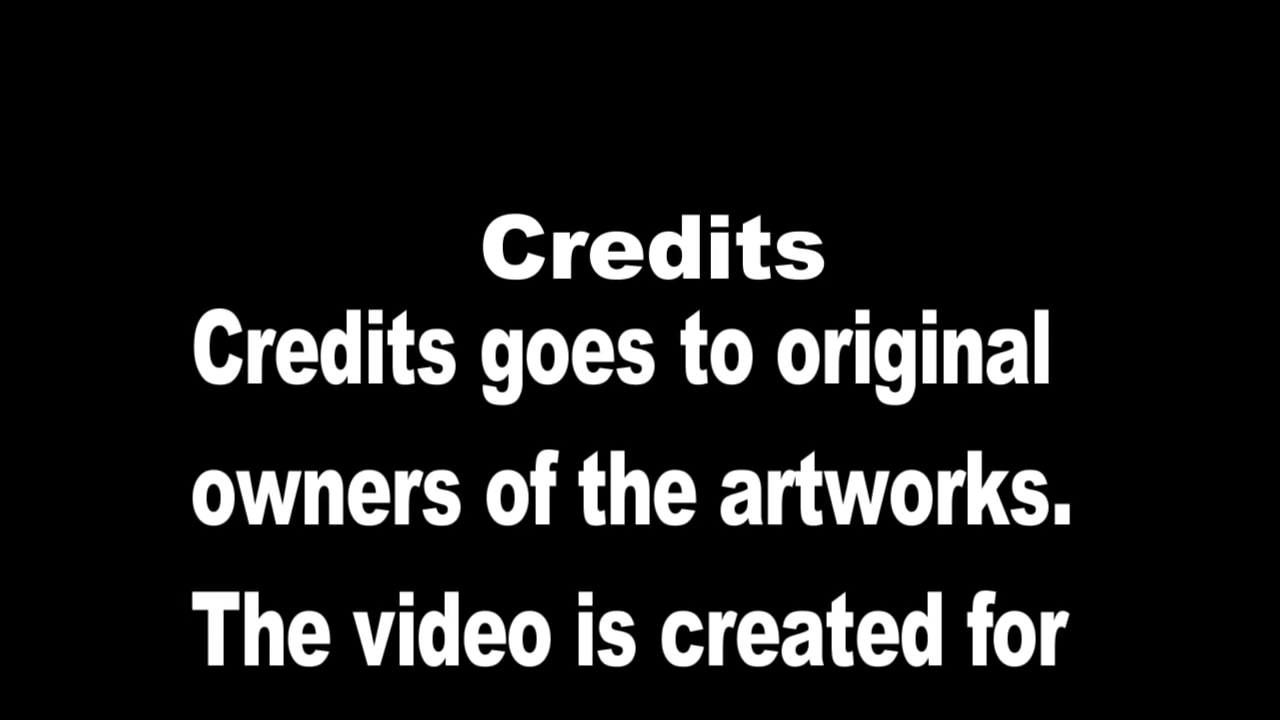 Credits
Credits goes to original
owners of the artworks.
The video is created for